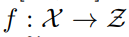 f : 𝒳 → 𝒵